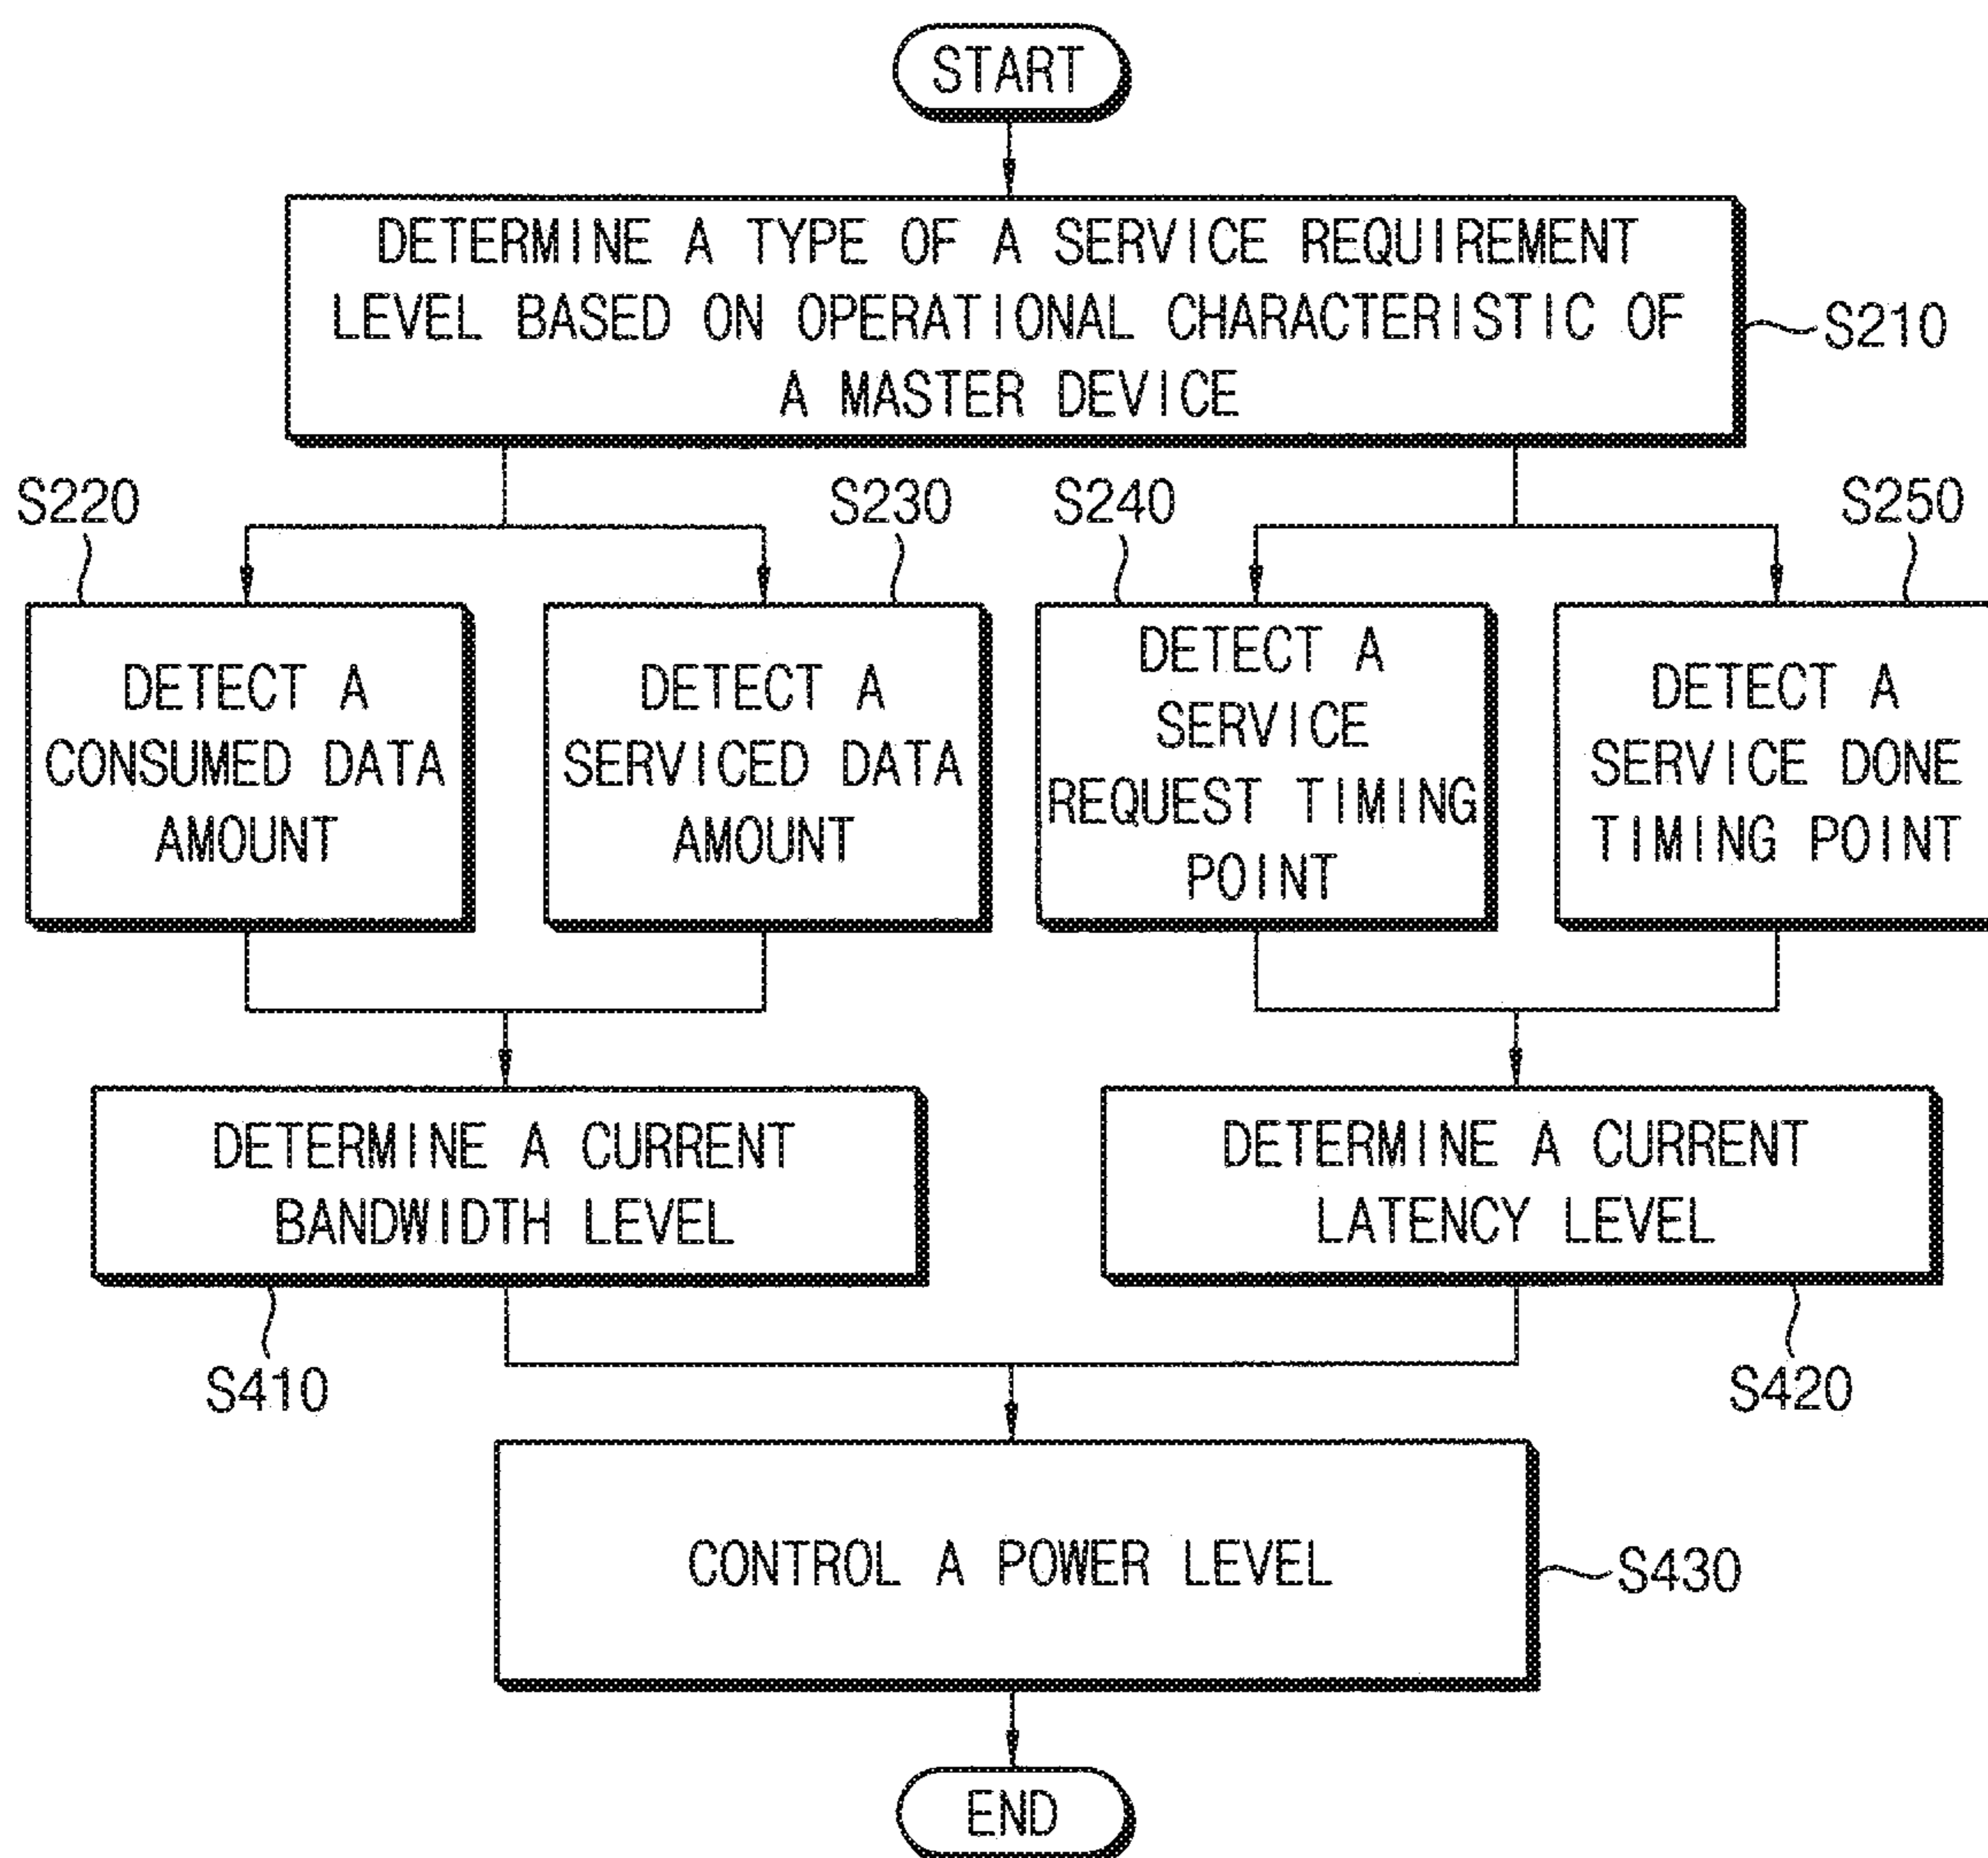 START
DETERMINE A TYPE OF A SERVICE REQUIREMENT
LEVEL BASED ON OPERATIONAL CHARACTERISTIC OF
A MASTER DEVICE
S210
S220
S230
S240
S250
DETECT A
CONSUMED DATA
AMOUNT
DETECT A
SERVICED DATA
AMOUNT
DETECT A
SERVICE
REQUEST TIMING
POINT
DETECT A
SERVICE DONE
TIMING POINT
DETERMINE A CURRENT
BANDWIDTH LEVEL
DETERMINE A CURRENT
LATENCY LEVEL
S410
S420
CONTROL A POWER LEVEL
S430
END